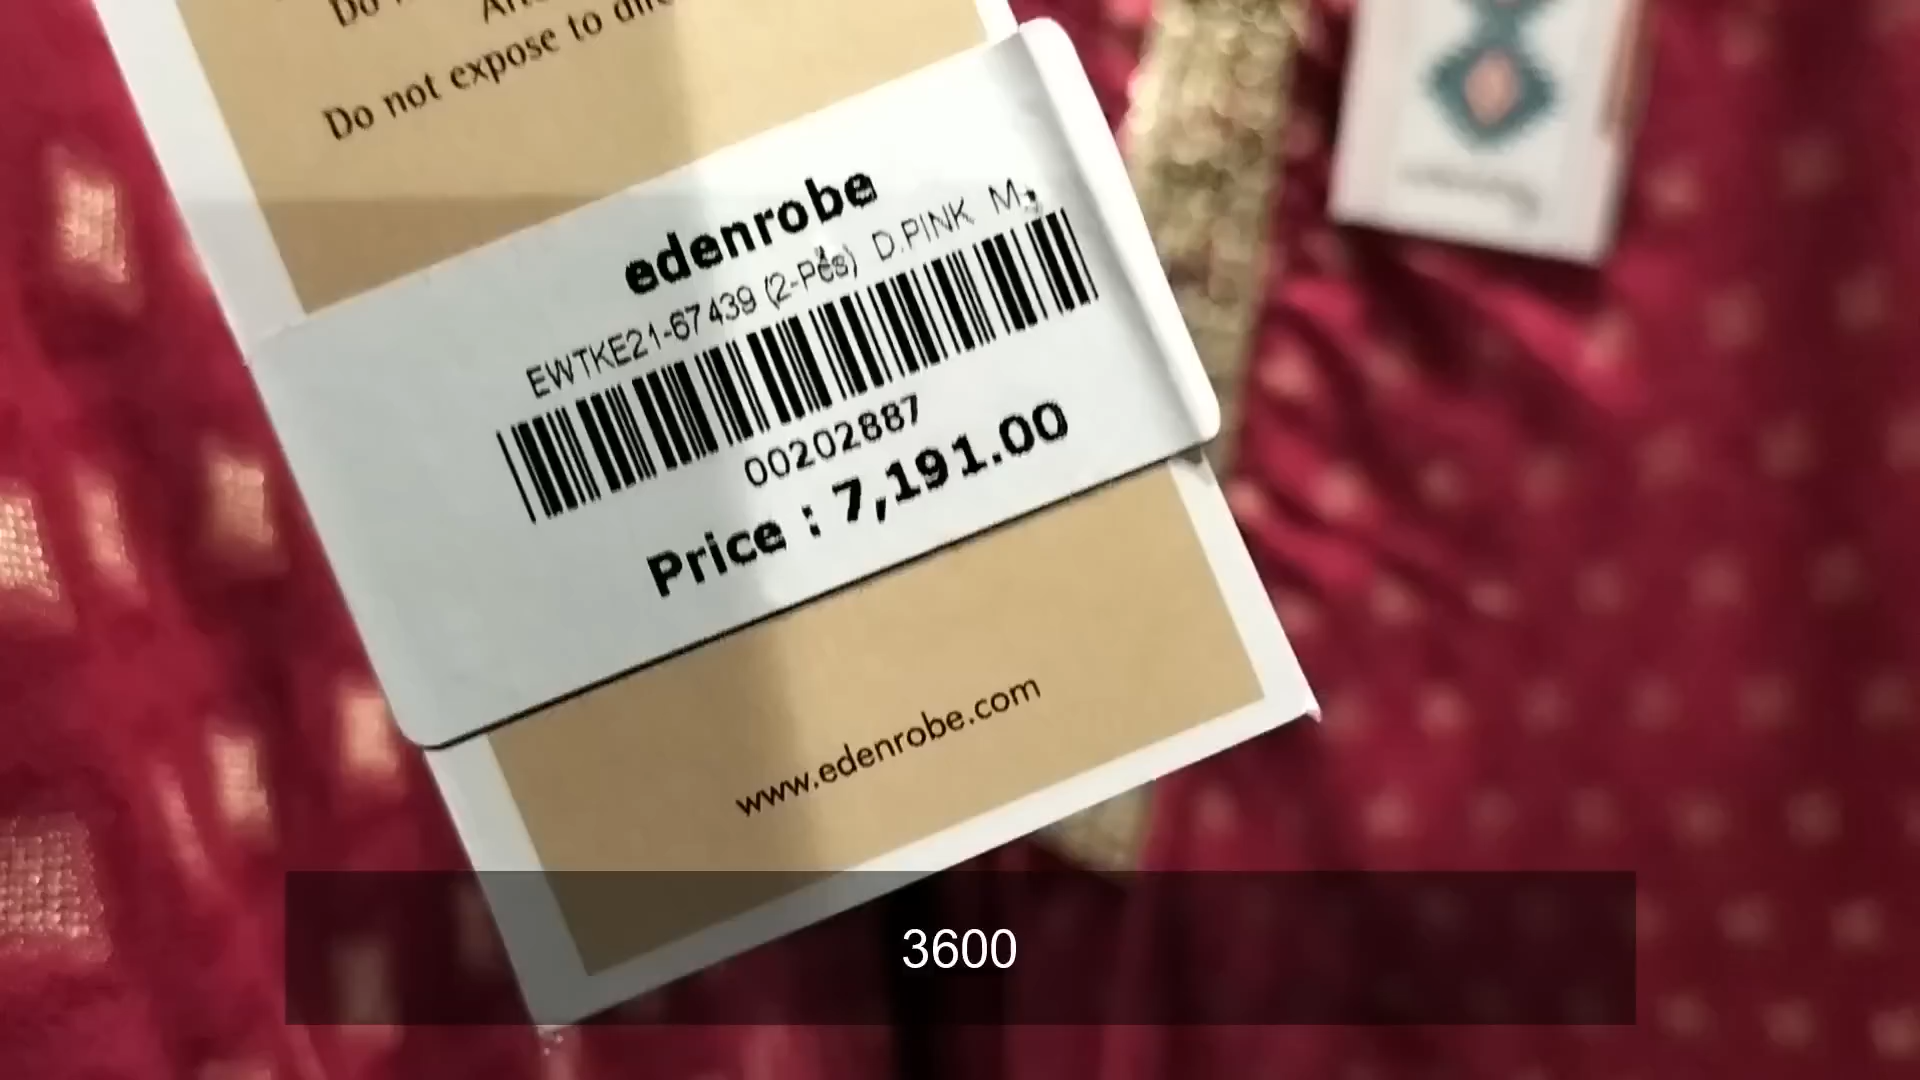 Do not expose to
edenrobe
EWTKE21-67439 (2-Pcs) D.PINK M
00202887
Price : 7,191.00
www.edenrobe.com
3600